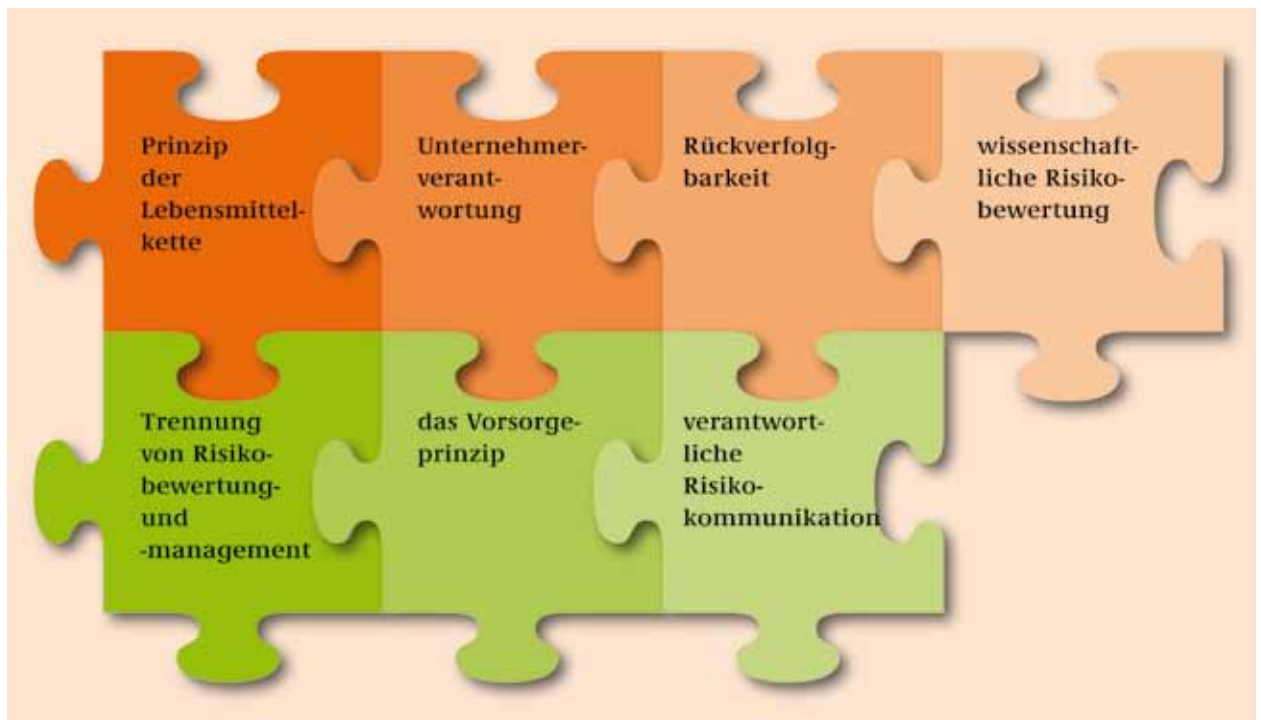 Prinzip
der
Lebensmittel-
kette
Unternehmer-
verant-
wortung
Rückverfolg-
barkeit
wissenschaft-
liche Risiko-
bewertung
Trennung
von Risiko-
bewertung-
und
-management
das Vorsorge-
prinzip
verantwort-
liche
Risiko-
kommunikation